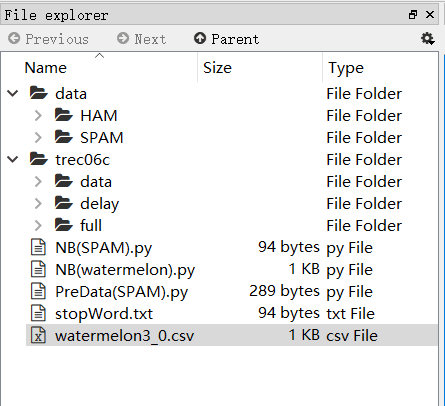 File explorer
Previous Next Parent
Name Size Type
data File Folder
HAM File Folder
SPAM File Folder
trec06c File Folder
data File Folder
delay File Folder
full File Folder
NB(SPAM).py 94 bytes py File
NB(watermelon).py 1 KB py File
PreData(SPAM).py 289 bytes py File
stopWord.txt 94 bytes txt File
watermelon3_0.csv 1 KB csv File